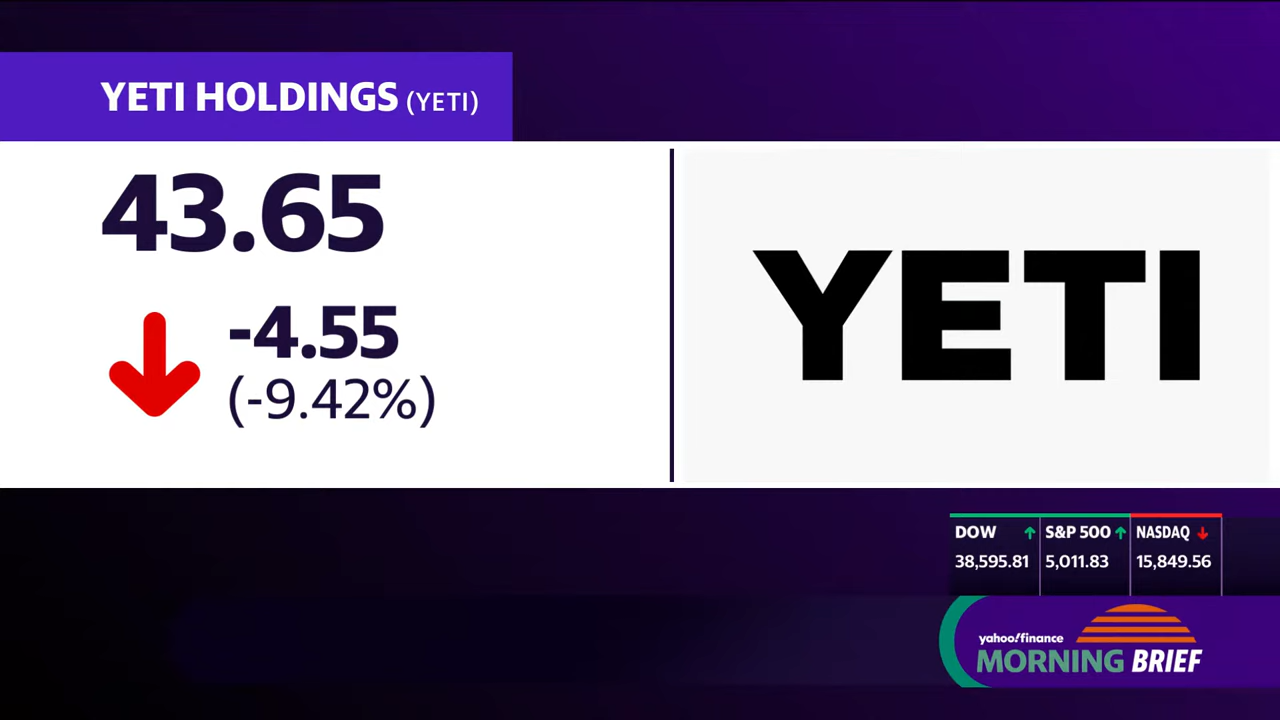 YETI HOLDINGS (YETI)
43.65
-4.55
(-9.42%)
YETI
DOW S&P 500 NASDAQ
38,595.81 5,011.83 15,849.56
yahoo!finance
MORNING BRIEF